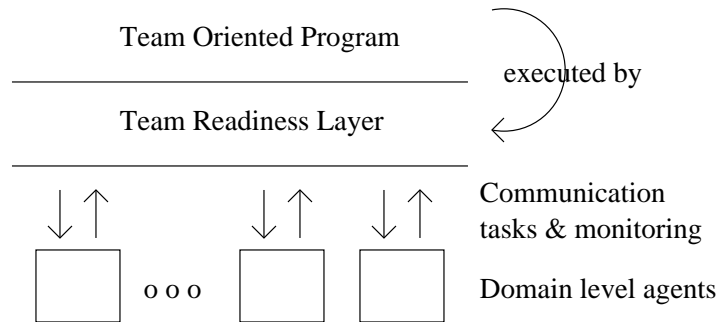 Team Oriented Program
executed by
Team Readiness Layer
Communication
tasks & monitoring
o o o
Domain level agents